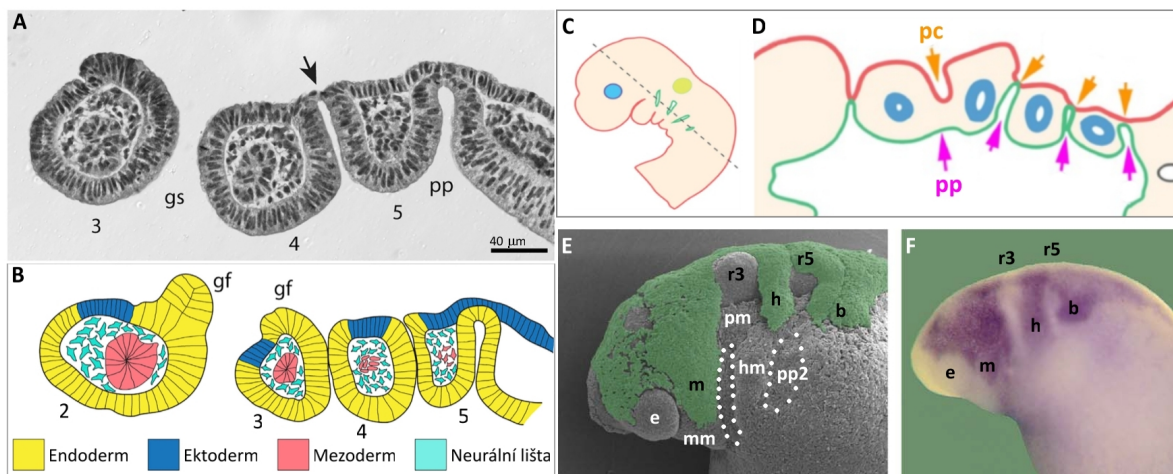 A
3
gs
4
5
pp
40 µm
B
gf
gf
2
3
4
5
Endoderm
Ektoderm
Mezoderm
Neurální lišta
C
D
pc
pp
E
r3
r5
h
b
pm
hm
pp2
m
e
mm
F
r3
r5
b
h
m
e